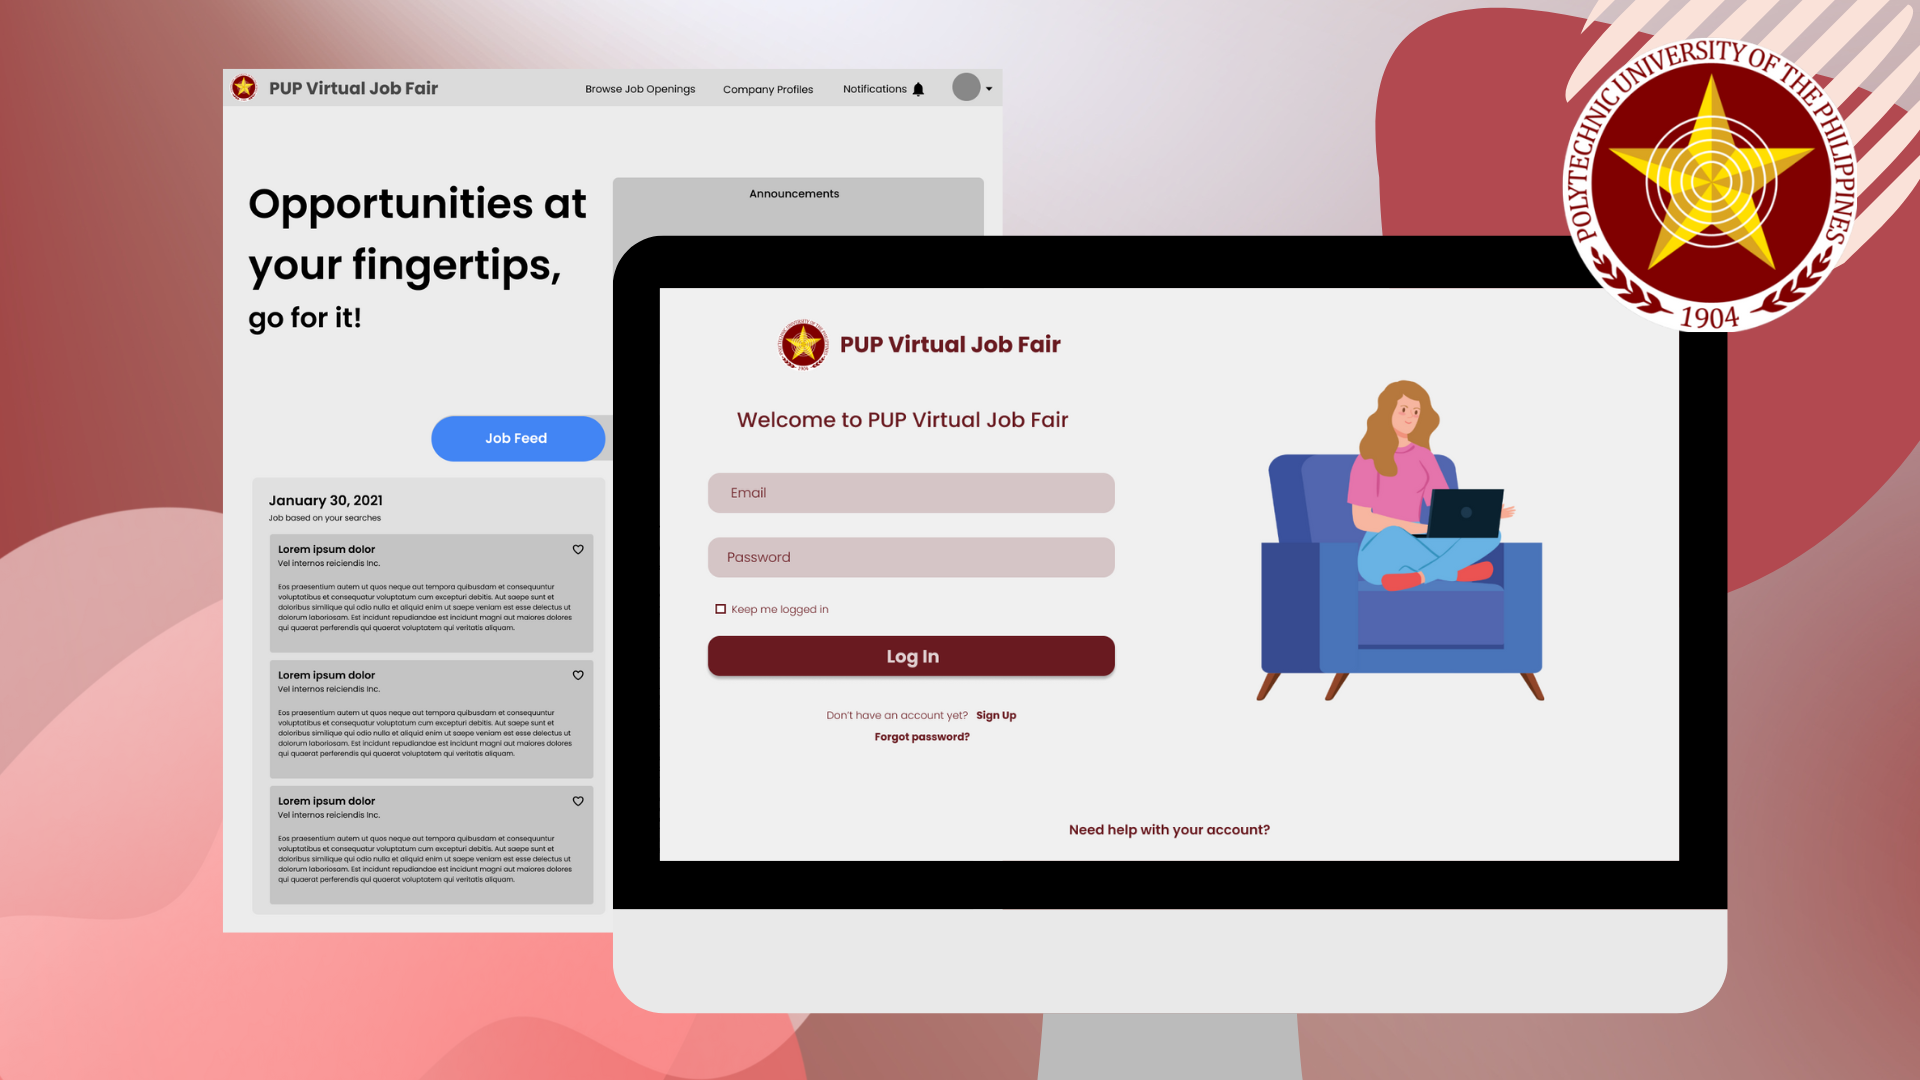 PUP Virtual Job Fair
Browse Job Openings
Company Profiles
Notifications
Opportunities at
your fingertips,
go for it!
Announcements
Job Feed
January 30, 2021
Job based on your searches
Lorem ipsum dolor
Vel internos reiciendis Inc.
Eos praesentium autem ut quos neque aut tempora quibusdam et consequuntur
voluptatibus et consequatur voluptatum cum excepturi debitis. Aut saepe sunt et
doloribus similique qui odio nulla et aliquid enim ut saepe veniam est esse delectus ut
dolorum laboriosam. Est incidunt repudiandae est incidunt magni aut maiores dolores
qui quaerat perferendis qui quaerat voluptatem qui veritatis aliquam.
Lorem ipsum dolor
Vel internos reiciendis Inc.
Eos praesentium autem ut quos neque aut tempora quibusdam et consequuntur
voluptatibus et consequatur voluptatum cum excepturi debitis. Aut saepe sunt et
doloribus similique qui odio nulla et aliquid enim ut saepe veniam est esse delectus ut
dolorum laboriosam. Est incidunt repudiandae est incidunt magni aut maiores dolores
qui quaerat perferendis qui quaerat voluptatem qui veritatis aliquam.
Lorem ipsum dolor
Vel internos reiciendis Inc.
Eos praesentium autem ut quos neque aut tempora quibusdam et consequuntur
voluptatibus et consequatur voluptatum cum excepturi debitis. Aut saepe sunt et
doloribus similique qui odio nulla et aliquid enim ut saepe veniam est esse delectus ut
dolorum laboriosam. Est incidunt repudiandae est incidunt magni aut maiores dolores
qui quaerat perferendis qui quaerat voluptatem qui veritatis aliquam.
PUP Virtual Job Fair
Welcome to PUP Virtual Job Fair
Email
Password
Keep me logged in
Log In
Don't have an account yet? Sign Up
Forgot password?
Need help with your account?
POLYTECHNIC UNIVERSITY OF THE PHILIPPINES
1904